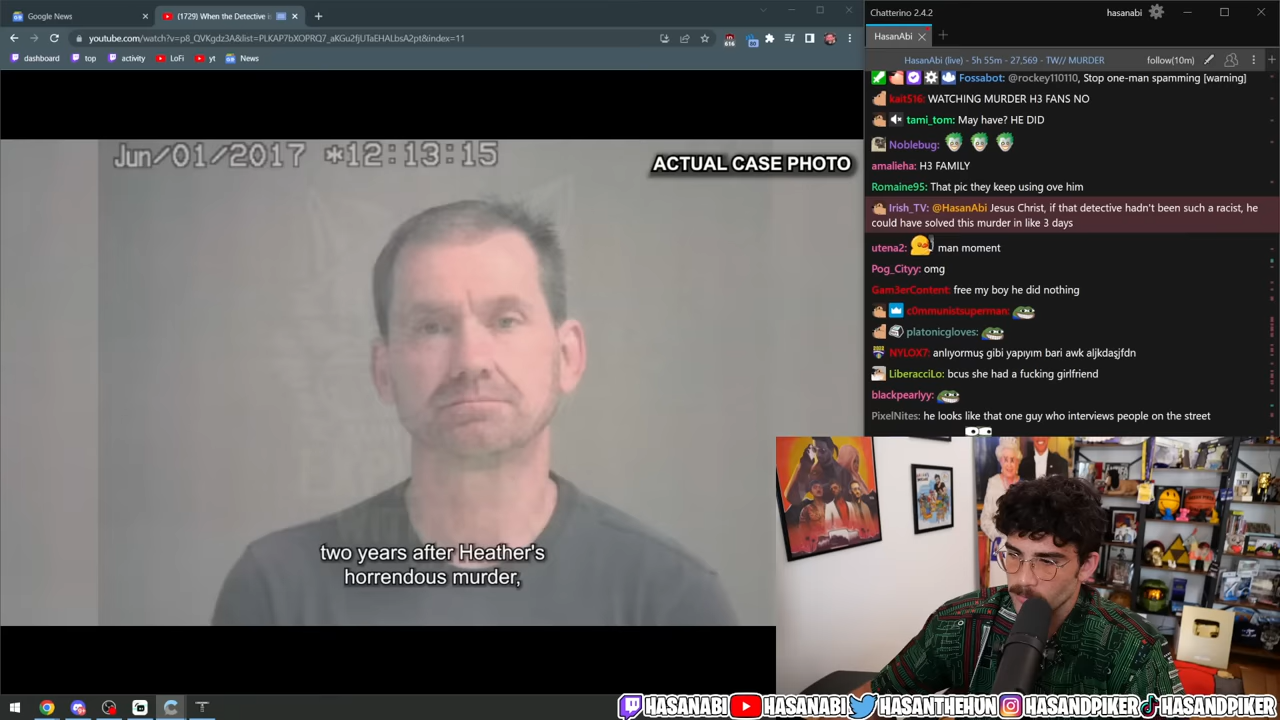 Google News
(1729) When the Detective is
youtube.com/watch?v=p8_QVKgdz3A&list=PLKAP7bXOPRQ7_aKGu2fjUTaEHALbsA2pt&index=11
dashboard
top
activity
LoFi
yt
News
Jun/01/2017 *12:13:15
ACTUAL CASE PHOTO
two years after Heather's
horrendous murder,
Chatterino 2.4.2
hasanabi
HasanAbi
HasanAbi (live) - 5h 55m - 27,569 - TW// MURDER
follow(10m)
Fossabot: @rockey110110, Stop one-man spamming [warning]
kait516: WATCHING MURDER H3 FANS NO
tami_tom: May have? HE DID
Noblebug:
amalieha: H3 FAMILY
Romaine95: That pic they keep using ove him
Irish_TV: @HasanAbi Jesus Christ, if that detective hadn't been such a racist, he
could have solved this murder in like 3 days
utena2: man moment
Pog_Cityy: omg
Gam3erContent: free my boy he did nothing
c0mmunistsuperman:
platonicgloves:
NYLOX7: anlıyormuş gibi yapıyım bari awk aljkdaşjfdn
LiberacciLo: bcus she had a fucking girlfriend
blackpearlyy:
PixelNites: he looks like that one guy who interviews people on the street
HASANABI
HASANABI
HASANTHEHUN
HASANDPIKER
HASANDPIKER